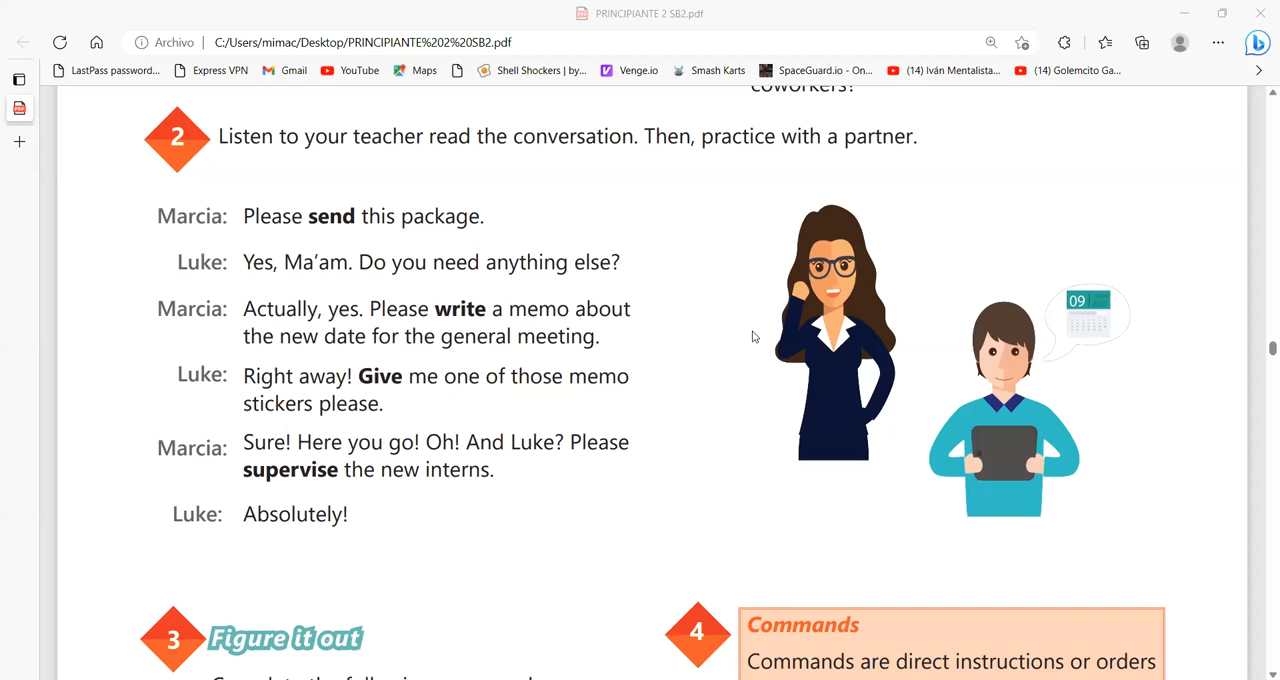 PRINCIPIANTE 2 SB2.pdf
Archivo C:/Users/mimac/Desktop/PRINCIPIANTE%202%20SB2.pdf
LastPass password... Express VPN Gmail YouTube Maps Shell Shockers | by... Venge.io Smash Karts SpaceGuard.io - On... (14) Iván Mentalista... (14) Golemcito Ga...
coworkers?
2 Listen to your teacher read the conversation. Then, practice with a partner.
Marcia: Please send this package.
Luke: Yes, Ma'am. Do you need anything else?
Marcia: Actually, yes. Please write a memo about
the new date for the general meeting.
Luke: Right away! Give me one of those memo
stickers please.
Marcia: Sure! Here you go! Oh! And Luke? Please
supervise the new interns.
Luke: Absolutely!
09
3 Figure it out
4 Commands
Commands are direct instructions or orders